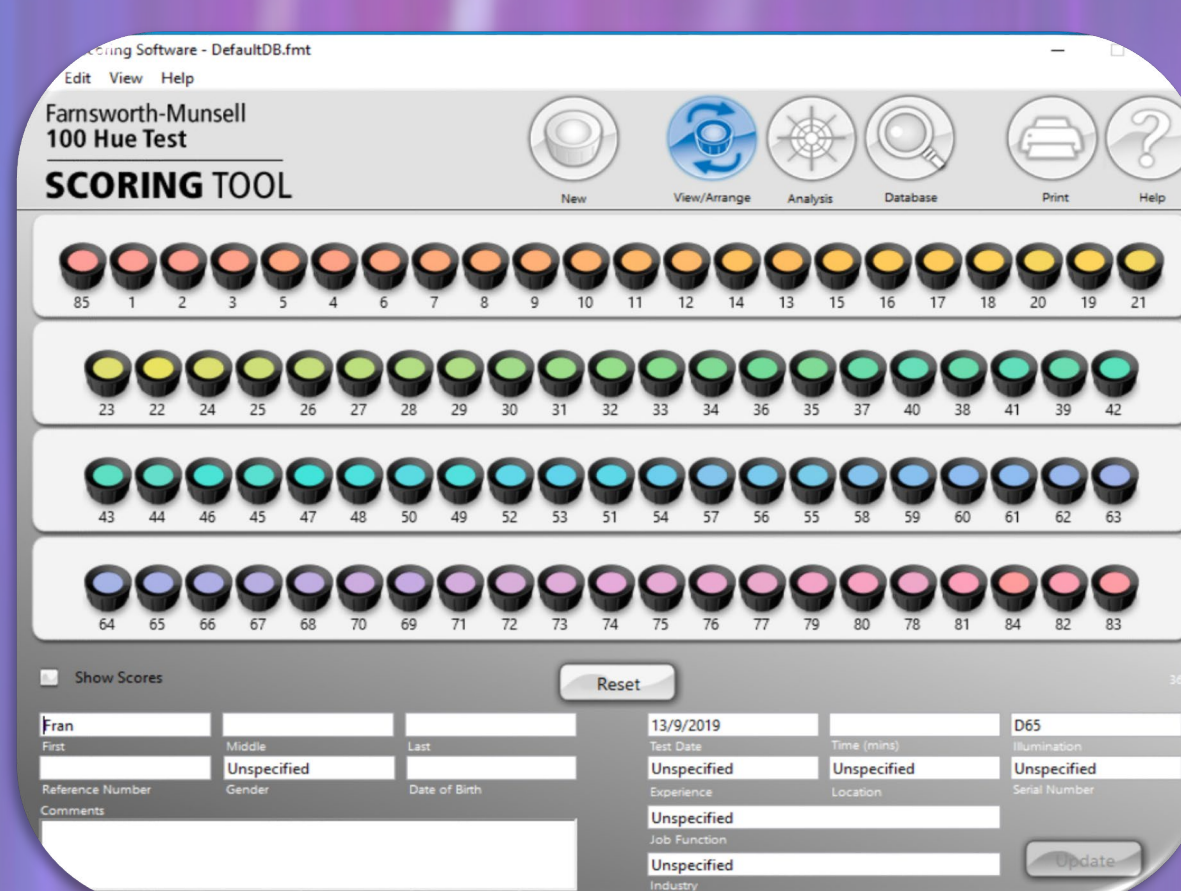 Scoring Software - DefaultDB.fmt
Edit View Help
Farnsworth-Munsell
100 Hue Test
SCORING TOOL
New View/Arrange Analysis Database Print Help
85 1 2 3 5 4 6 7 8 9 10 11 12 14 13 15 16 17 18 20 19 21
23 22 24 25 26 27 28 29 30 31 32 33 34 36 35 37 40 38 41 39 42
43 44 46 45 47 48 50 49 52 53 51 54 57 56 55 58 59 60 61 62 63
64 65 66 67 68 70 69 71 72 73 74 75 76 77 79 80 78 81 84 82 83
Show Scores Reset
Fran 13/9/2019 D65
First Middle Last Test Date Time (mins) Illumination
Unspecified Unspecified Unspecified Unspecified
Reference Number Gender Date of Birth Experience Location Serial Number
Comments Unspecified
Job Function
Update
Unspecified
Industry